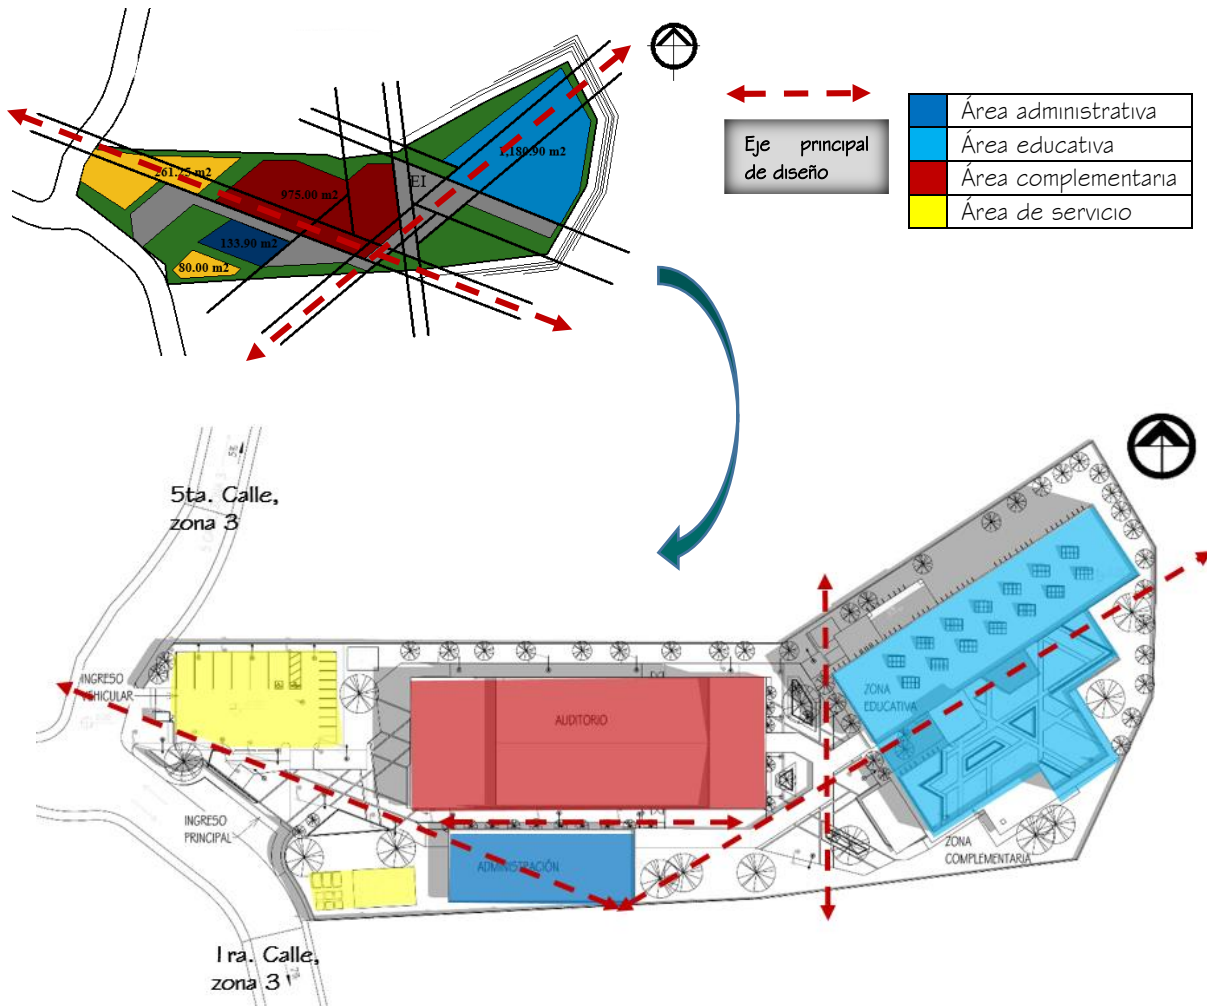 1,180.90 m2
261.25 m2
EI
975.00 m2
133.90 m2
80.00 m2
Eje principal
de diseño
Área administrativa
Área educativa
Área complementaria
Área de servicio
5ta. Calle,
zona 3
INGRESO
VEHICULAR
ZONA
EDUCATIVA
AUDITORIO
INGRESO
PRINCIPAL
ZONA
COMPLEMENTARIA
ADMINISTRACIÓN
1ra. Calle,
zona 3